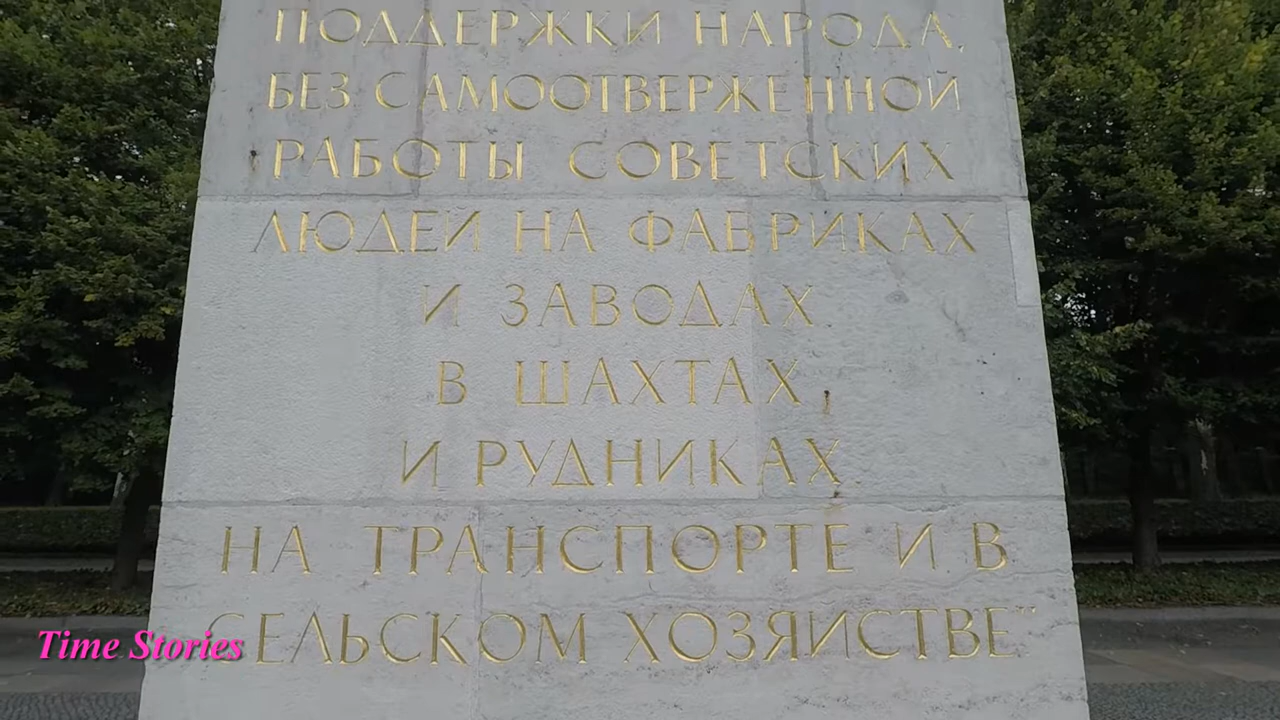 ПОДДЕРЖКИ НАРОДА,
БЕЗ САМООТВЕРЖЕННОЙ
РАБОТЫ СОВЕТСКИХ
ЛЮДЕЙ НА ФАБРИКАХ
И ЗАВОДАХ,
В ШАХТАХ
И РУДНИКАХ,
НА ТРАНСПОРТЕ И В
СЕЛЬСКОМ ХОЗЯЙСТВЕ"
Time Stories